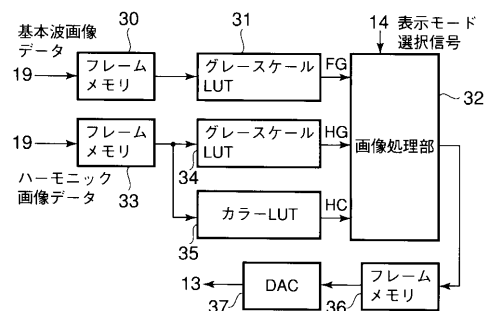 基本波画像
データ
30
31
14
表示モード
選択信号
19
フレーム
メモリ
グレースケール
LUT
FG
32
19
フレーム
メモリ
グレースケール
LUT
HG
画像処理部
ハーモニック
画像データ
33
34
カラーLUT
HC
35
13
DAC
フレーム
メモリ
37
36